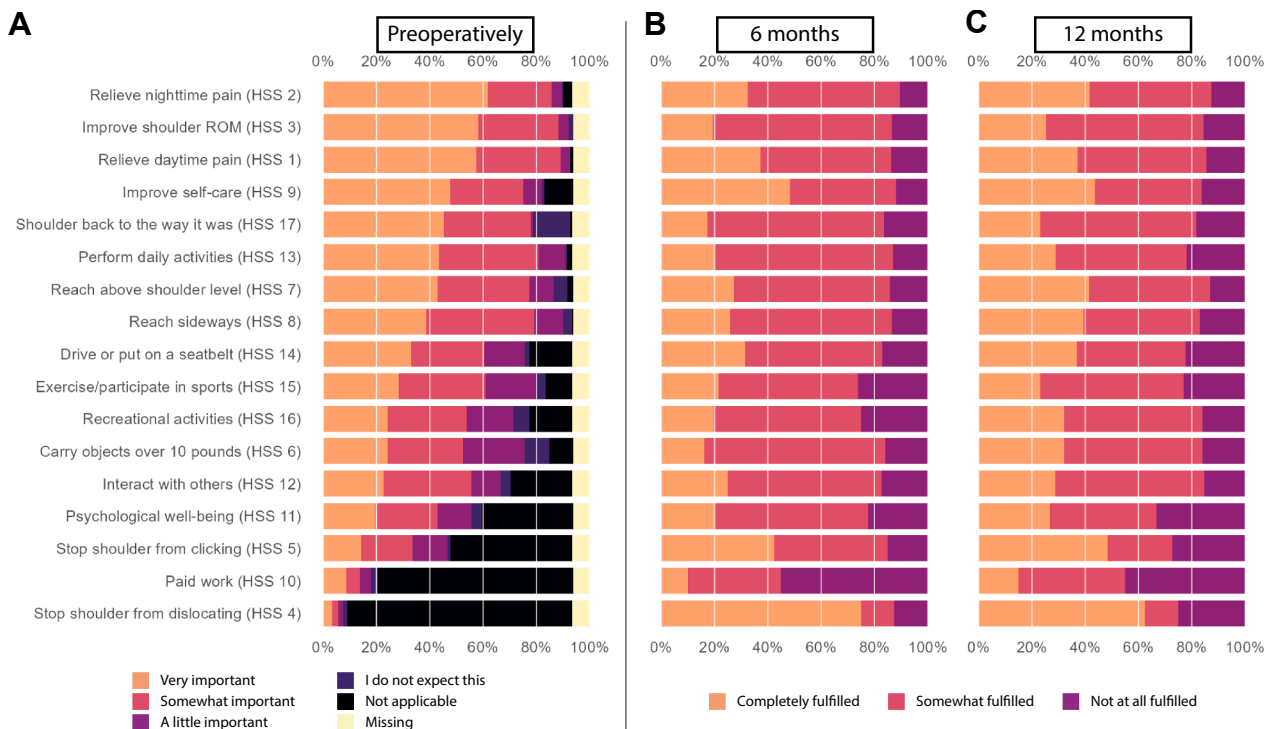 A
Preoperatively
B
6 months
C
12 months
0% 20% 40% 60% 80% 100%
0% 20% 40% 60% 80% 100%
0% 20% 40% 60% 80% 100%
Relieve nighttime pain (HSS 2)
Improve shoulder ROM (HSS 3)
Relieve daytime pain (HSS 1)
Improve self-care (HSS 9)
Shoulder back to the way it was (HSS 17)
Perform daily activities (HSS 13)
Reach above shoulder level (HSS 7)
Reach sideways (HSS 8)
Drive or put on a seatbelt (HSS 14)
Exercise/participate in sports (HSS 15)
Recreational activities (HSS 16)
Carry objects over 10 pounds (HSS 6)
Interact with others (HSS 12)
Psychological well-being (HSS 11)
Stop shoulder from clicking (HSS 5)
Paid work (HSS 10)
Stop shoulder from dislocating (HSS 4)
0% 20% 40% 60% 80% 100%
0% 20% 40% 60% 80% 100%
0% 20% 40% 60% 80% 100%
Very important
Somewhat important
A little important
I do not expect this
Not applicable
Missing
Completely fulfilled
Somewhat fulfilled
Not at all fulfilled